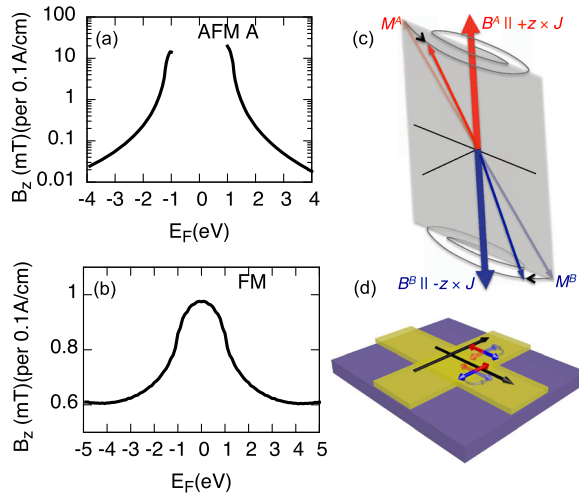 (a)
AFM A
B_z (mT)(per 0.1A/cm)
100
10
1
0.1
0.01
-4 -3 -2 -1 0 1 2 3 4
E_F(eV)
(b)
FM
B_z (mT)(per 0.1A/cm)
1
0.8
0.6
-5 -4 -3 -2 -1 0 1 2 3 4 5
E_F(eV)
(c)
M^A
B^A || +z × J
B^B || -z × J
M^B
(d)